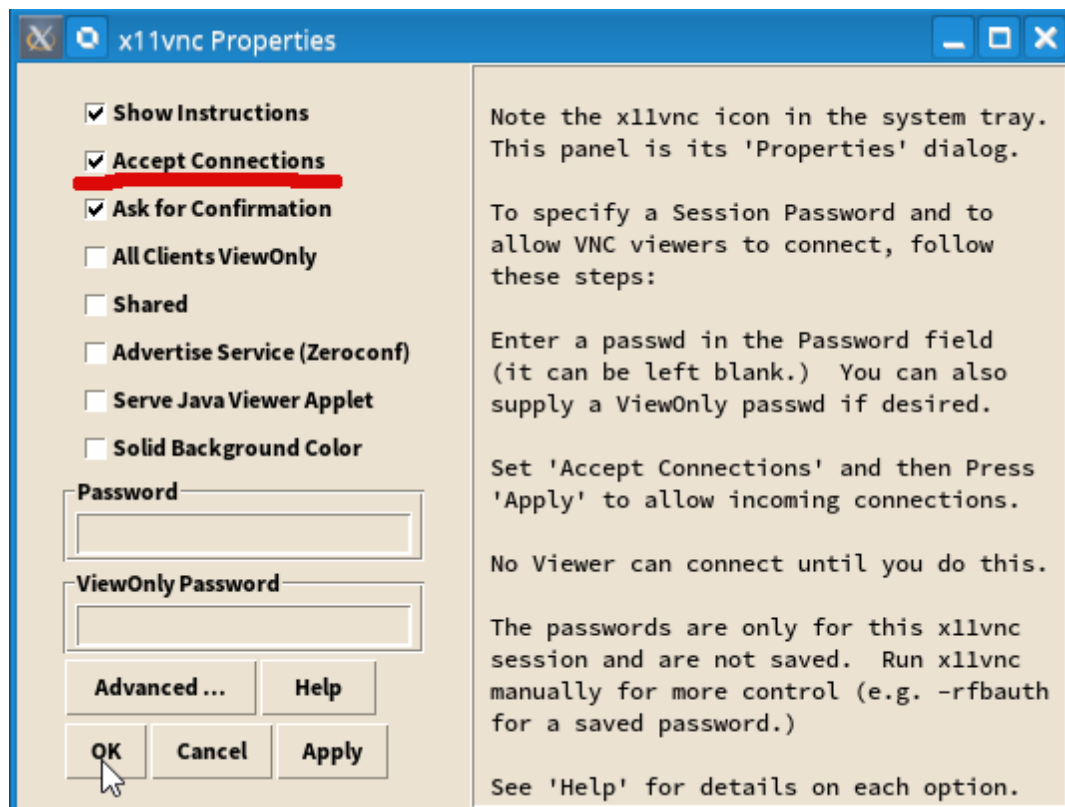 x11vnc Properties
Show Instructions
Accept Connections
Ask for Confirmation
All Clients ViewOnly
Shared
Advertise Service (Zeroconf)
Serve Java Viewer Applet
Solid Background Color
Password
ViewOnly Password
Advanced ...
Help
OK
Cancel
Apply
Note the x11vnc icon in the system tray.
This panel is its 'Properties' dialog.
To specify a Session Password and to
allow VNC viewers to connect, follow
these steps:
Enter a passwd in the Password field
(it can be left blank.)  You can also
supply a ViewOnly passwd if desired.
Set 'Accept Connections' and then Press
'Apply' to allow incoming connections.
No Viewer can connect until you do this.
The passwords are only for this x11vnc
session and are not saved.  Run x11vnc
manually for more control (e.g. -rfbauth
for a saved password.)
See 'Help' for details on each option.